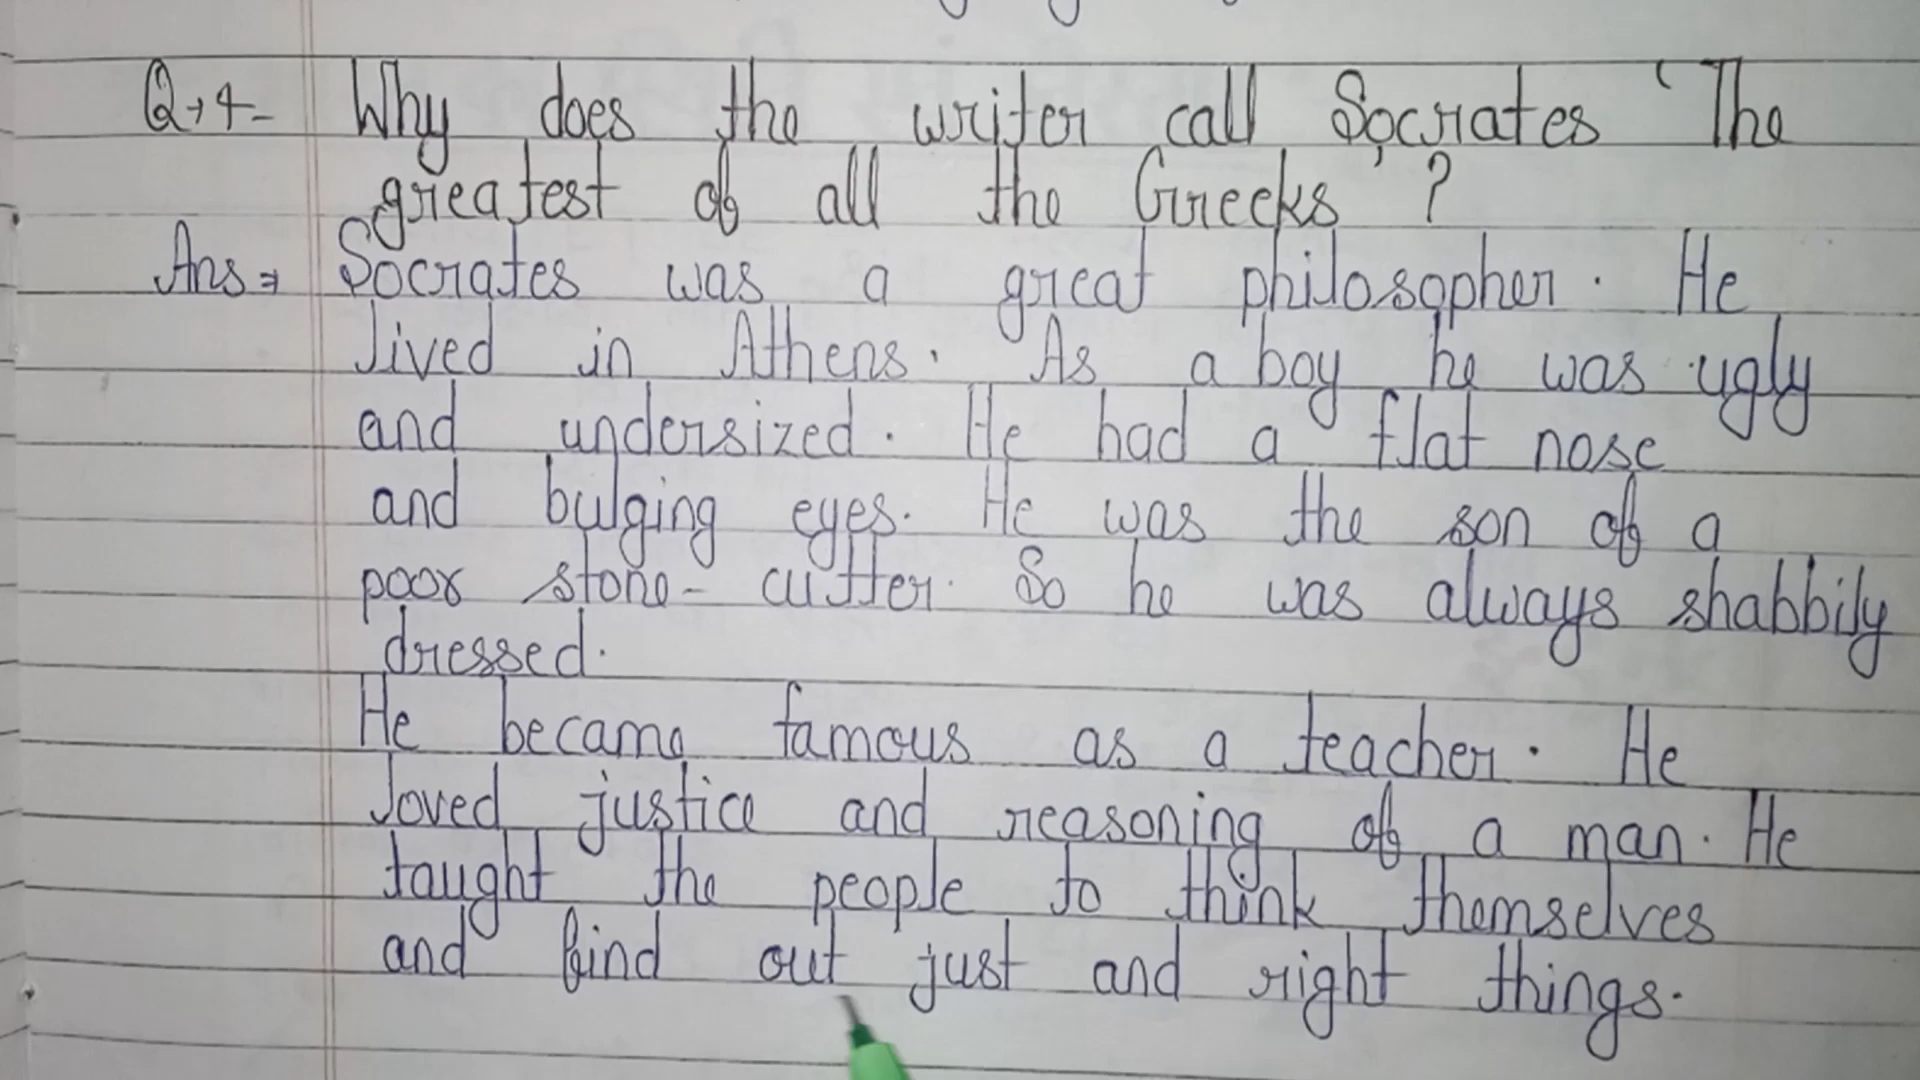 Q→4- Why does the writer call Socrates 'The
greatest of all the Greeks'?
Ans⇒ Socrates was a great philosopher. He
lived in Athens. As a boy he was ugly
and undersized. He had a flat nose
and bulging eyes. He was the son of a
poor stone-cutter. So he was always shabbily
dressed.
He became famous as a teacher. He
loved justice and reasoning of a man. He
taught the people to think themselves
and find out just and right things.